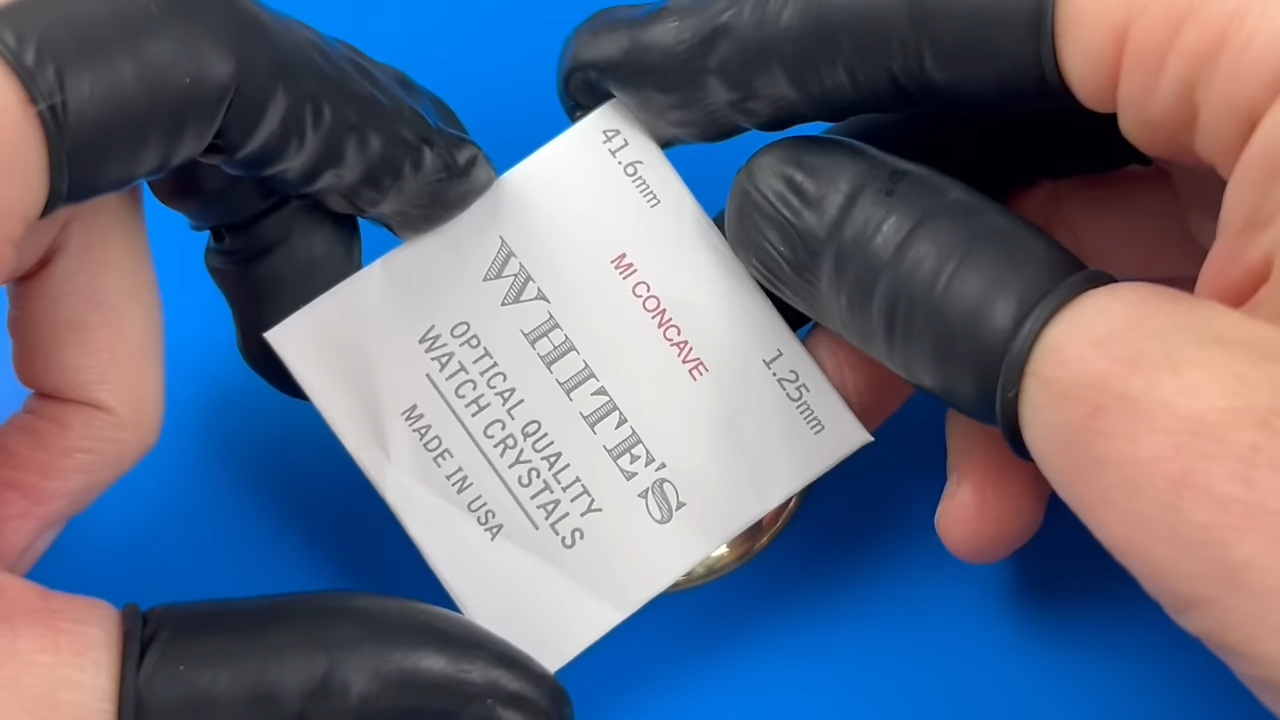 41.6mm
MI CONCAVE
1.25mm
WHITE'S
OPTICAL QUALITY
WATCH CRYSTALS
MADE IN USA